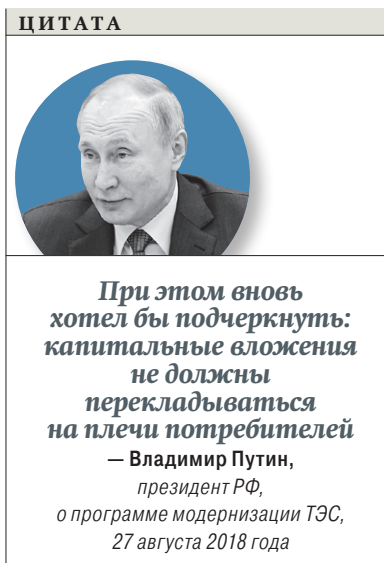 ЦИТАТА
При этом вновь
хотел бы подчеркнуть:
капитальные вложения
не должны
перекладываться
на плечи потребителей
— Владимир Путин,
президент РФ,
о программе модернизации ТЭС,
27 августа 2018 года